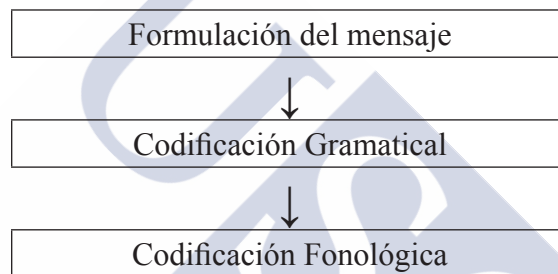 Formulación del mensaje
↓
Codificación Gramatical
↓
Codificación Fonológica